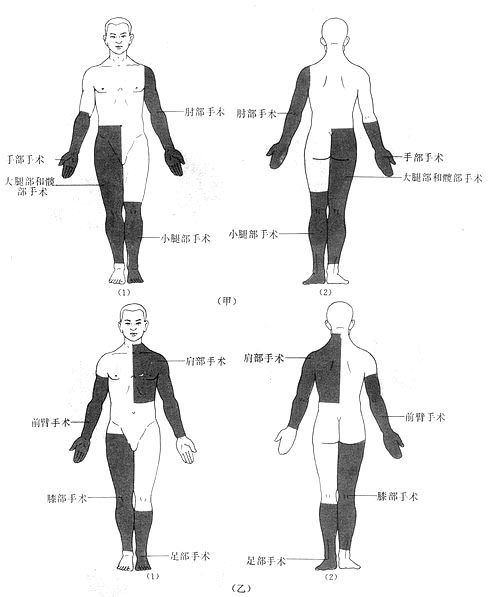 肘部手术
肘部手术
手部手术
大腿部和髋
部手术
手部手术
大腿部和髋部手术
小腿部手术
小腿部手术
(1)
(2)
(甲)
肩部手术
肩部手术
前臂手术
前臂手术
膝部手术
膝部手术
足部手术
足部手术
(1)
(2)
(乙)